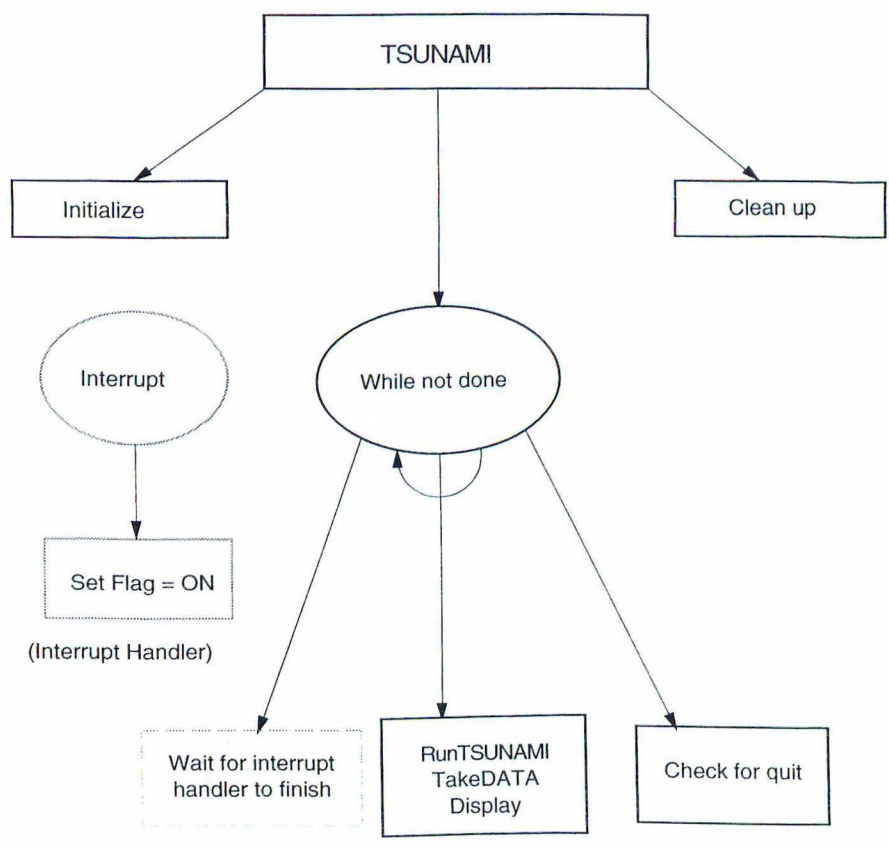 TSUNAMI
Initialize
Clean up
Interrupt
While not done
Set Flag = ON
(Interrupt Handler)
Wait for interrupt
handler to finish
RunTSUNAMI
TakeDATA
Display
Check for quit